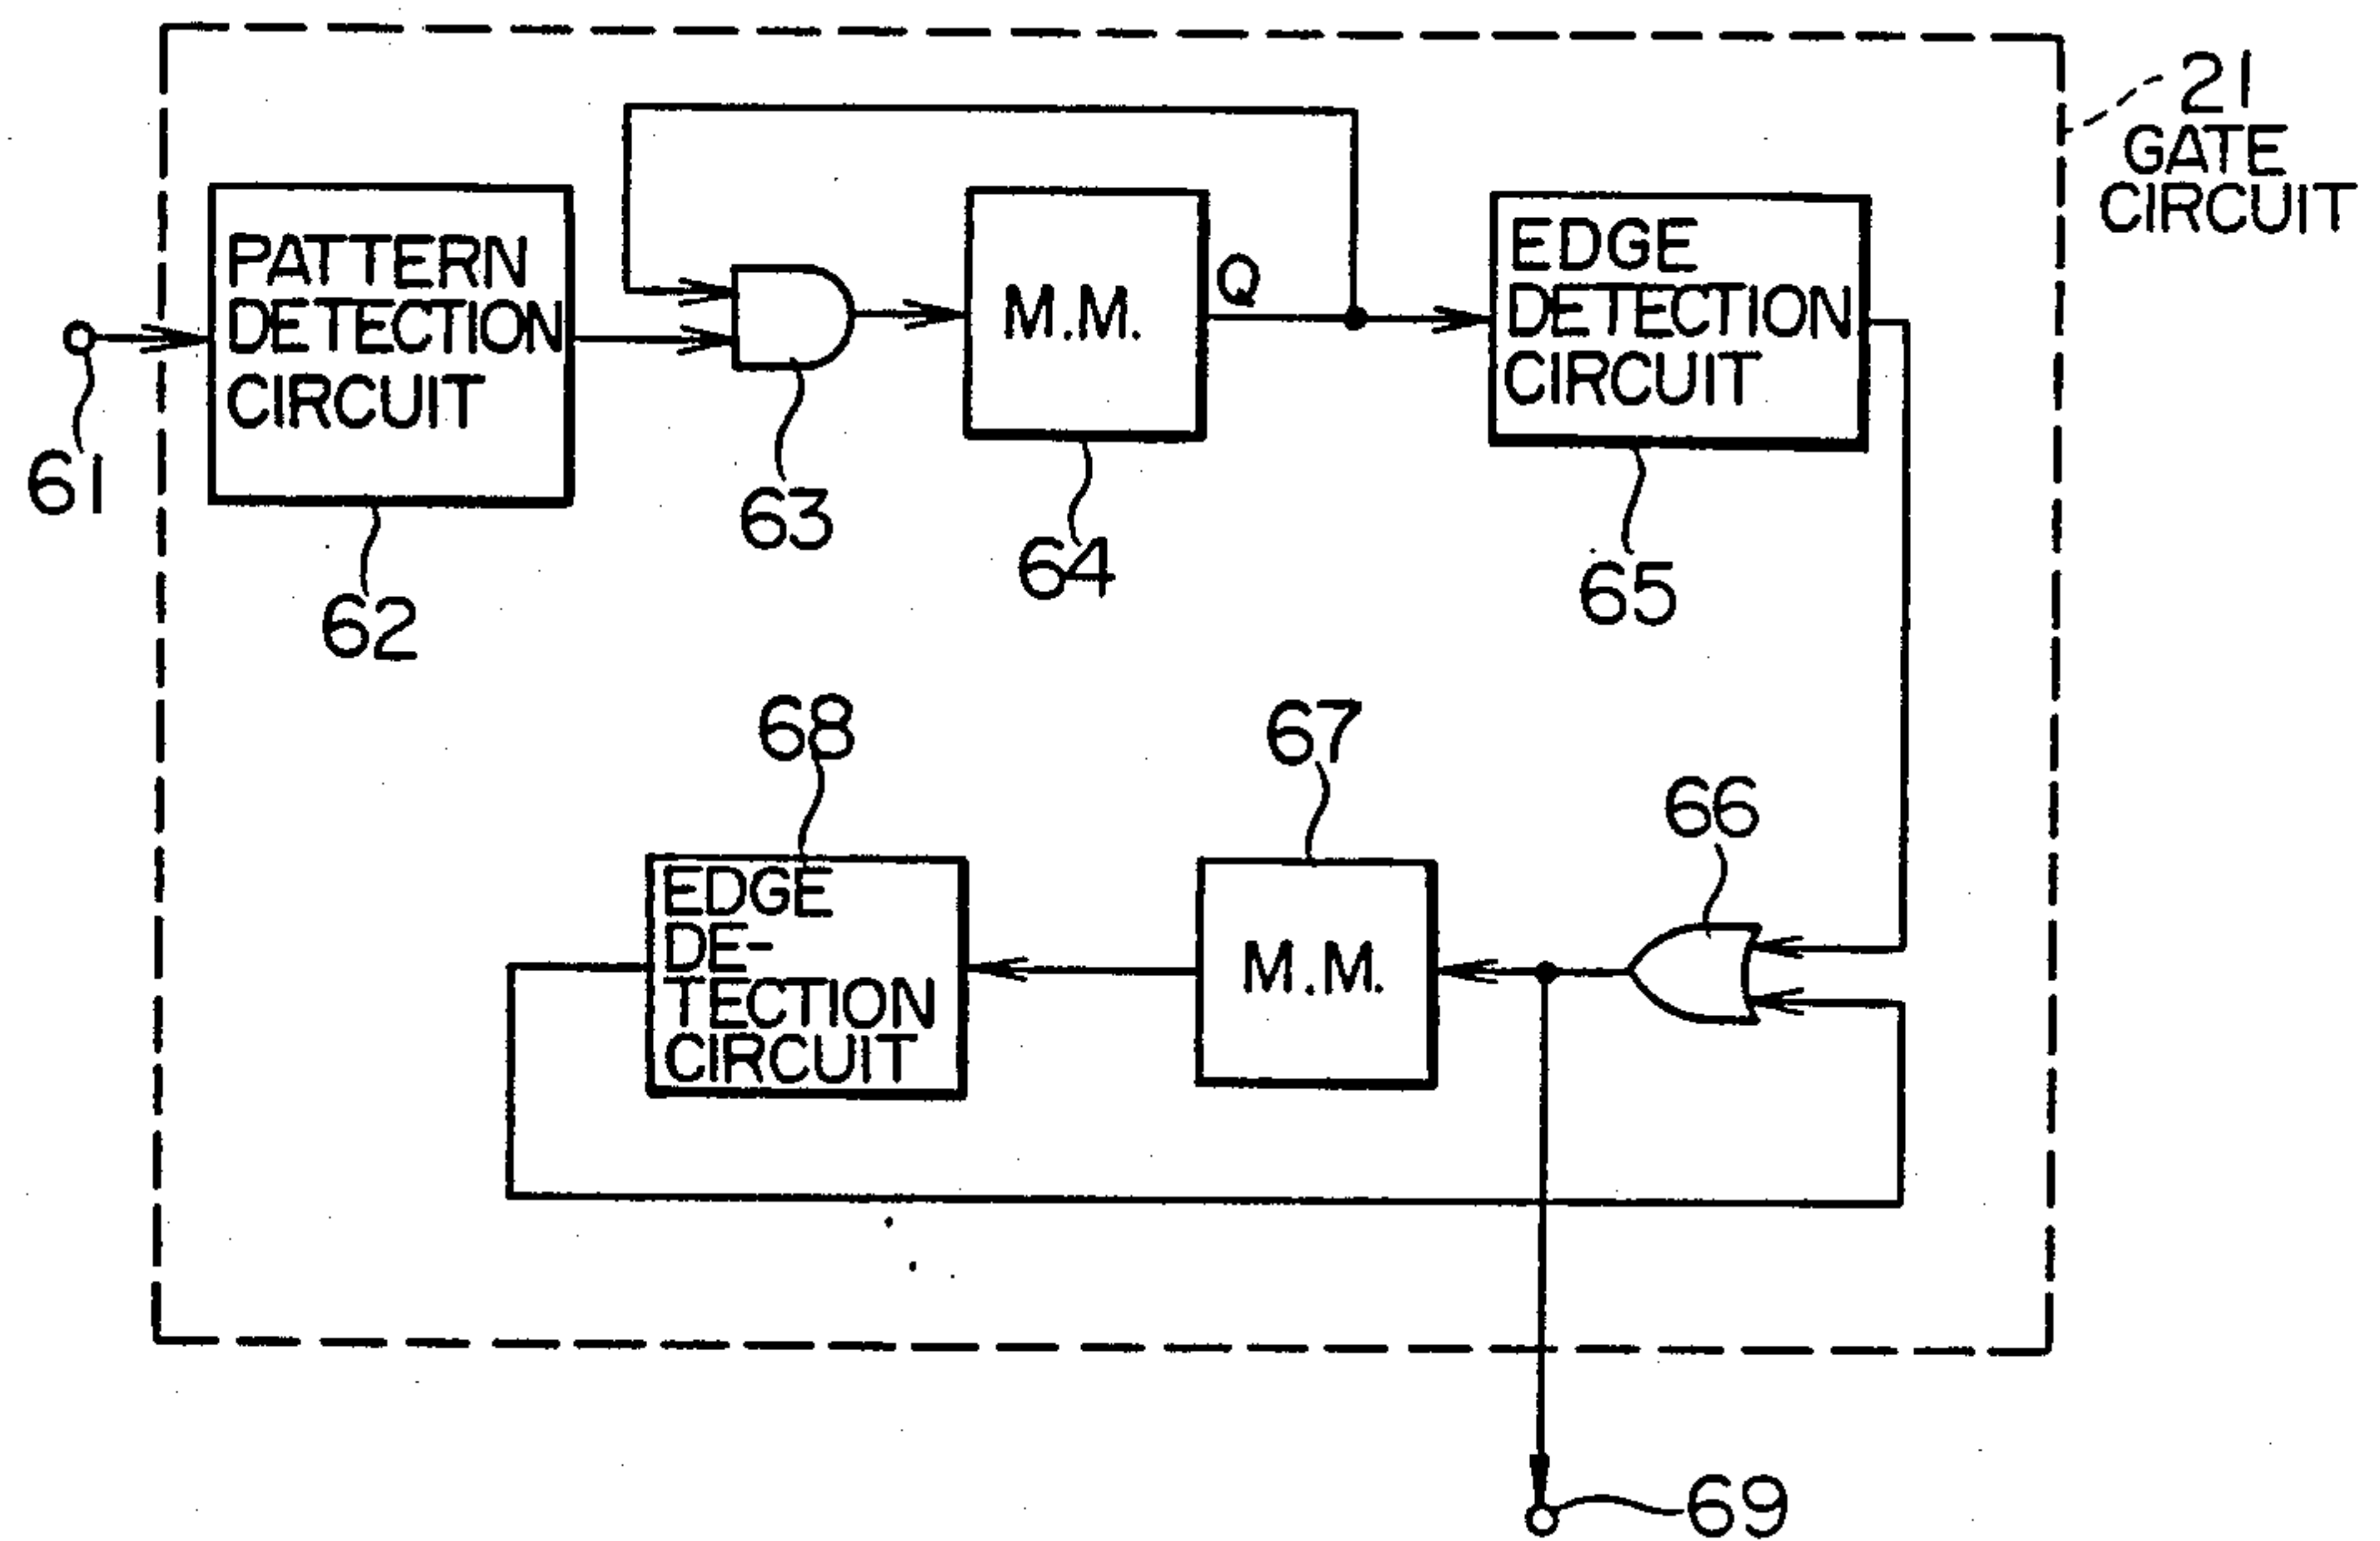 21
GATE
CIRCUIT
PATTERN
DETECTION
CIRCUIT
M.M.
Q
EDGE
DETECTION
CIRCUIT
61
62
63
64
65
68
67
66
EDGE
DE-
TECTION
CIRCUIT
M.M.
69